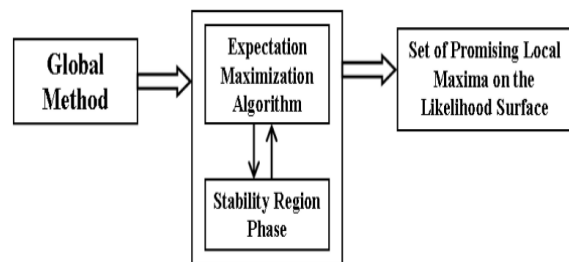 Global
Method
Expectation
Maximization
Algorithm
Stability Region
Phase
Set of Promising Local
Maxima on the
Likelihood Surface